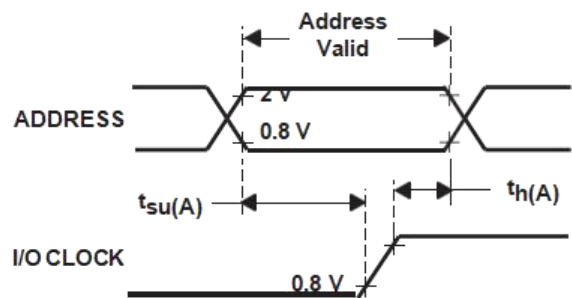 Address
Valid
2 V
ADDRESS
0.8 V
tsu(A)
th(A)
I/O CLOCK
0.8 V